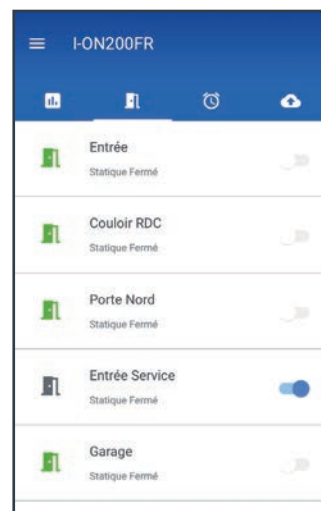 I-ON200FR
Entrée
Statique Fermé
Couloir RDC
Statique Fermé
Porte Nord
Statique Fermé
Entrée Service
Statique Fermé
Garage
Statique Fermé